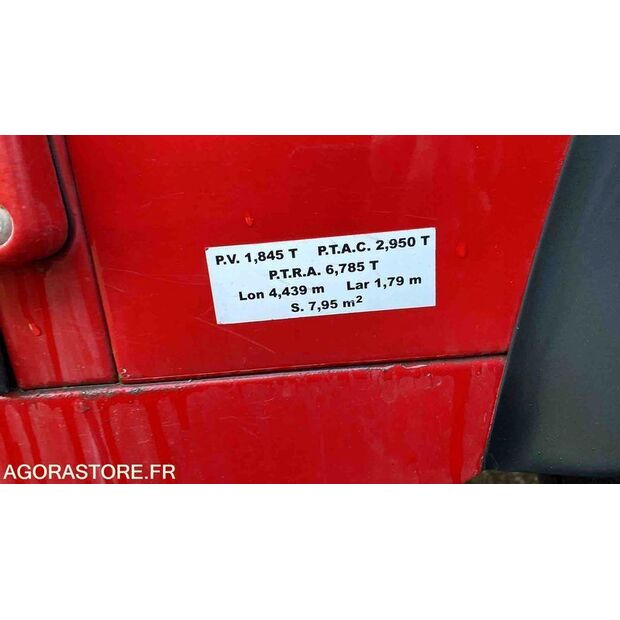 P.V. 1,845 T P.T.A.C. 2,950 T
P.T.R.A. 6,785 T
Lon 4,439 m Lar 1,79 m
S. 7,95 m²
AGORASTORE.FR